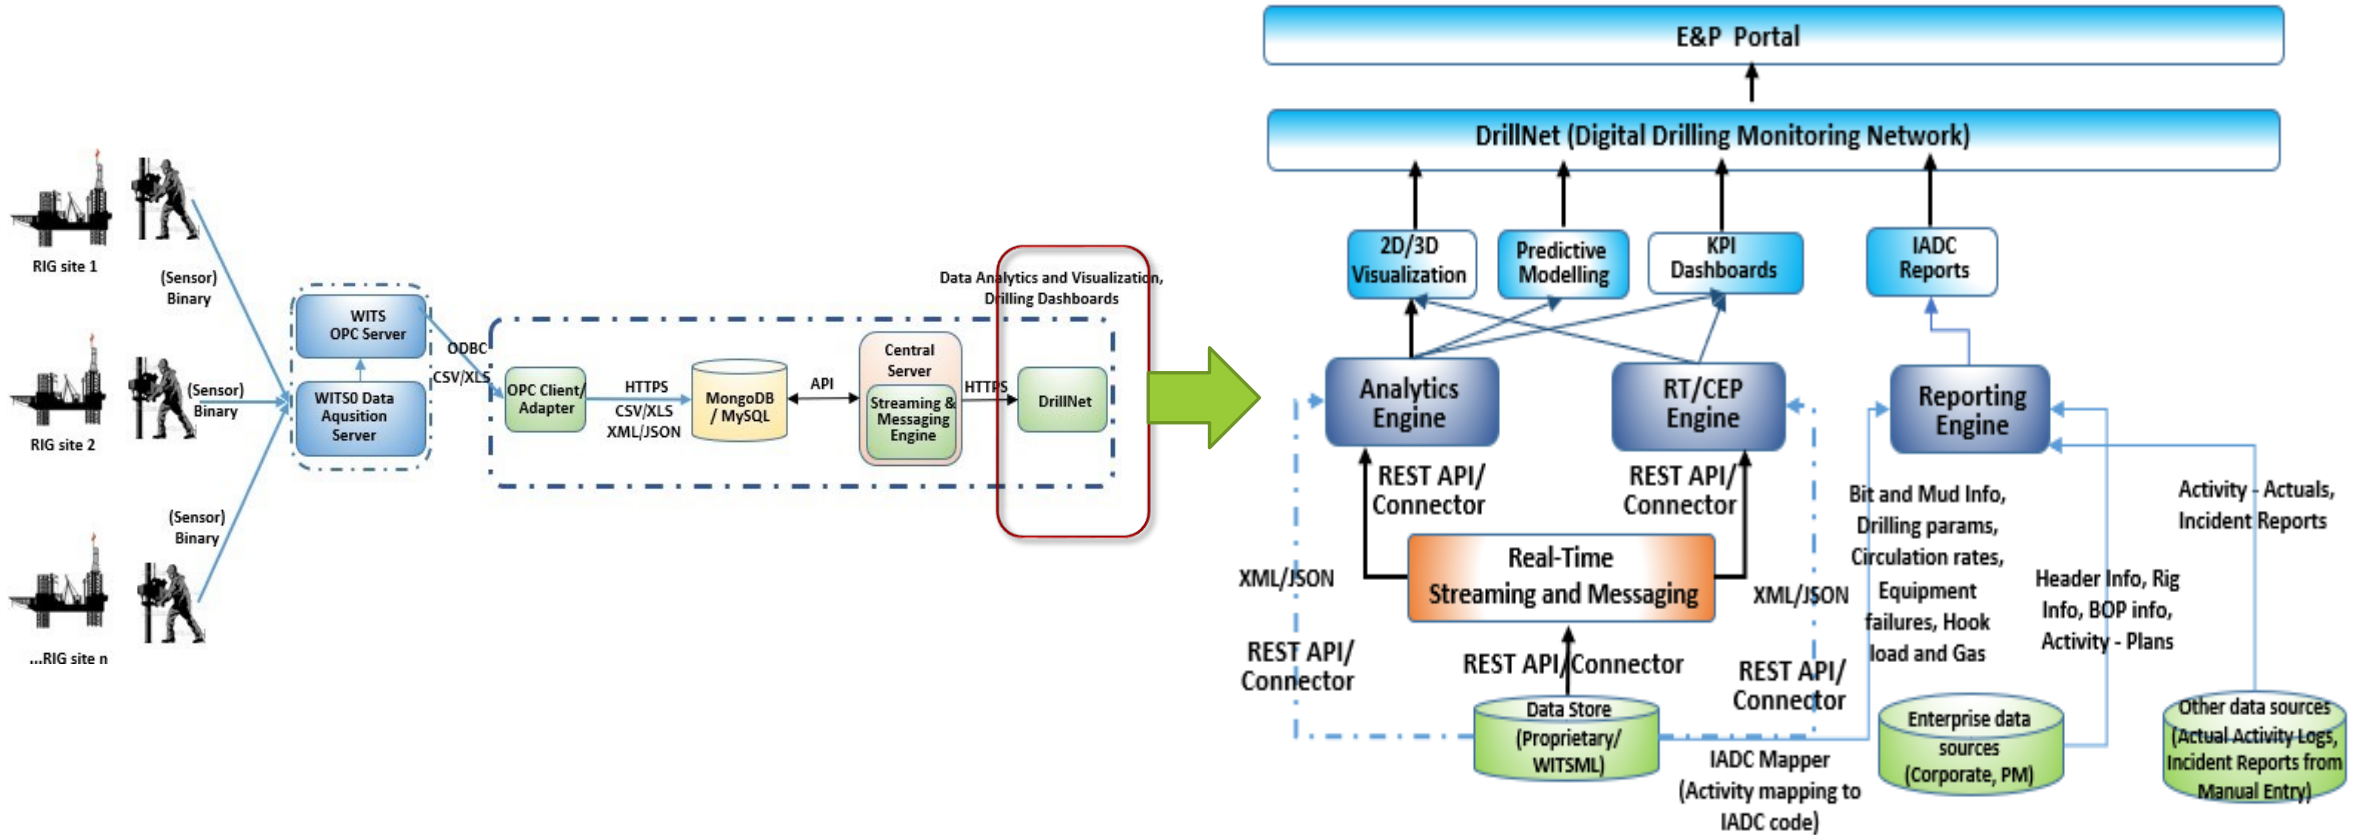 RIG site 1
(Sensor)
Binary
RIG site 2
(Sensor)
Binary
...RIG site n
(Sensor)
Binary
WITS
OPC Server
WITS0 Data
Aqusition
Server
ODBC
CSV/XLS
OPC Client/
Adapter
HTTPS
CSV/XLS
XML/JSON
MongoDB
/ MySQL
API
Central
Server
Streaming &
Messaging
Engine
HTTPS
Data Analytics and Visualization,
Drilling Dashboards
DrillNet
E&P Portal
DrillNet (Digital Drilling Monitoring Network)
2D/3D
Visualization
Predictive
Modelling
KPI
Dashboards
IADC
Reports
Analytics
Engine
RT/CEP
Engine
Reporting
Engine
REST API/
Connector
REST API/
Connector
Real-Time
Streaming and Messaging
XML/JSON
XML/JSON
REST API/
Connector
REST API/Connector
REST API/
Connector
Bit and Mud Info,
Drilling params,
Circulation rates,
Equipment
failures, Hook
load and Gas
Activity - Actuals,
Incident Reports
Header Info, Rig
Info, BOP info,
Activity - Plans
Data Store
(Proprietary/
WITSML)
IADC Mapper
(Activity mapping to
IADC code)
Enterprise data
sources
(Corporate, PM)
Other data sources
(Actual Activity Logs,
Incident Reports from
Manual Entry)